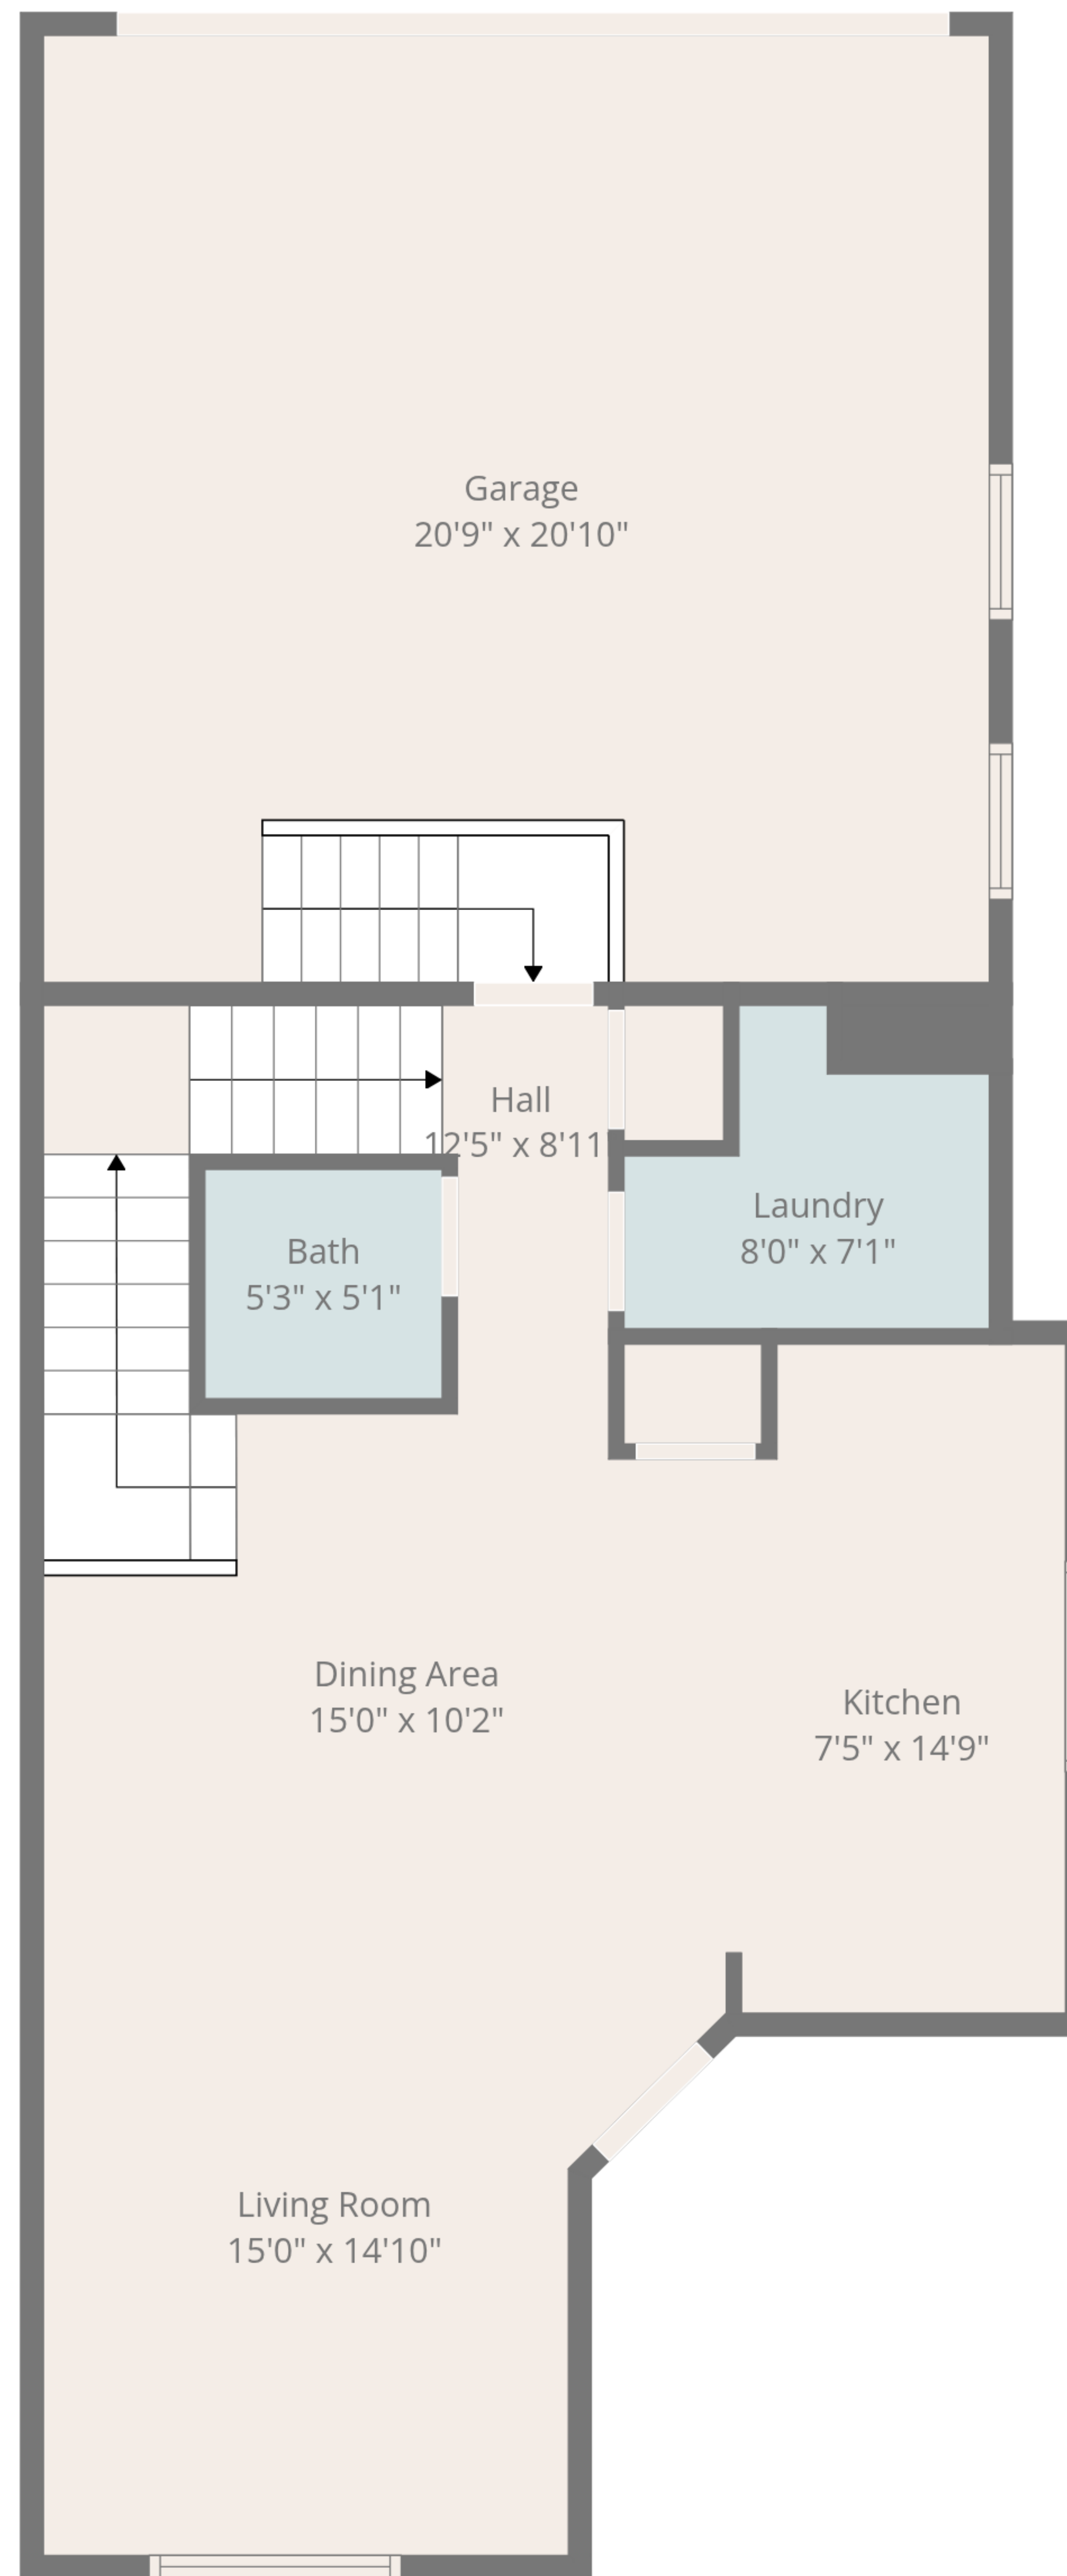 Garage
20'9" x 20'10"
Hall
12'5" x 8'11
Laundry
8'0" x 7'1"
Bath
5'3" x 5'1"
Dining Area
15'0" x 10'2"
Kitchen
7'5" x 14'9"
Living Room
15'0" x 14'10"